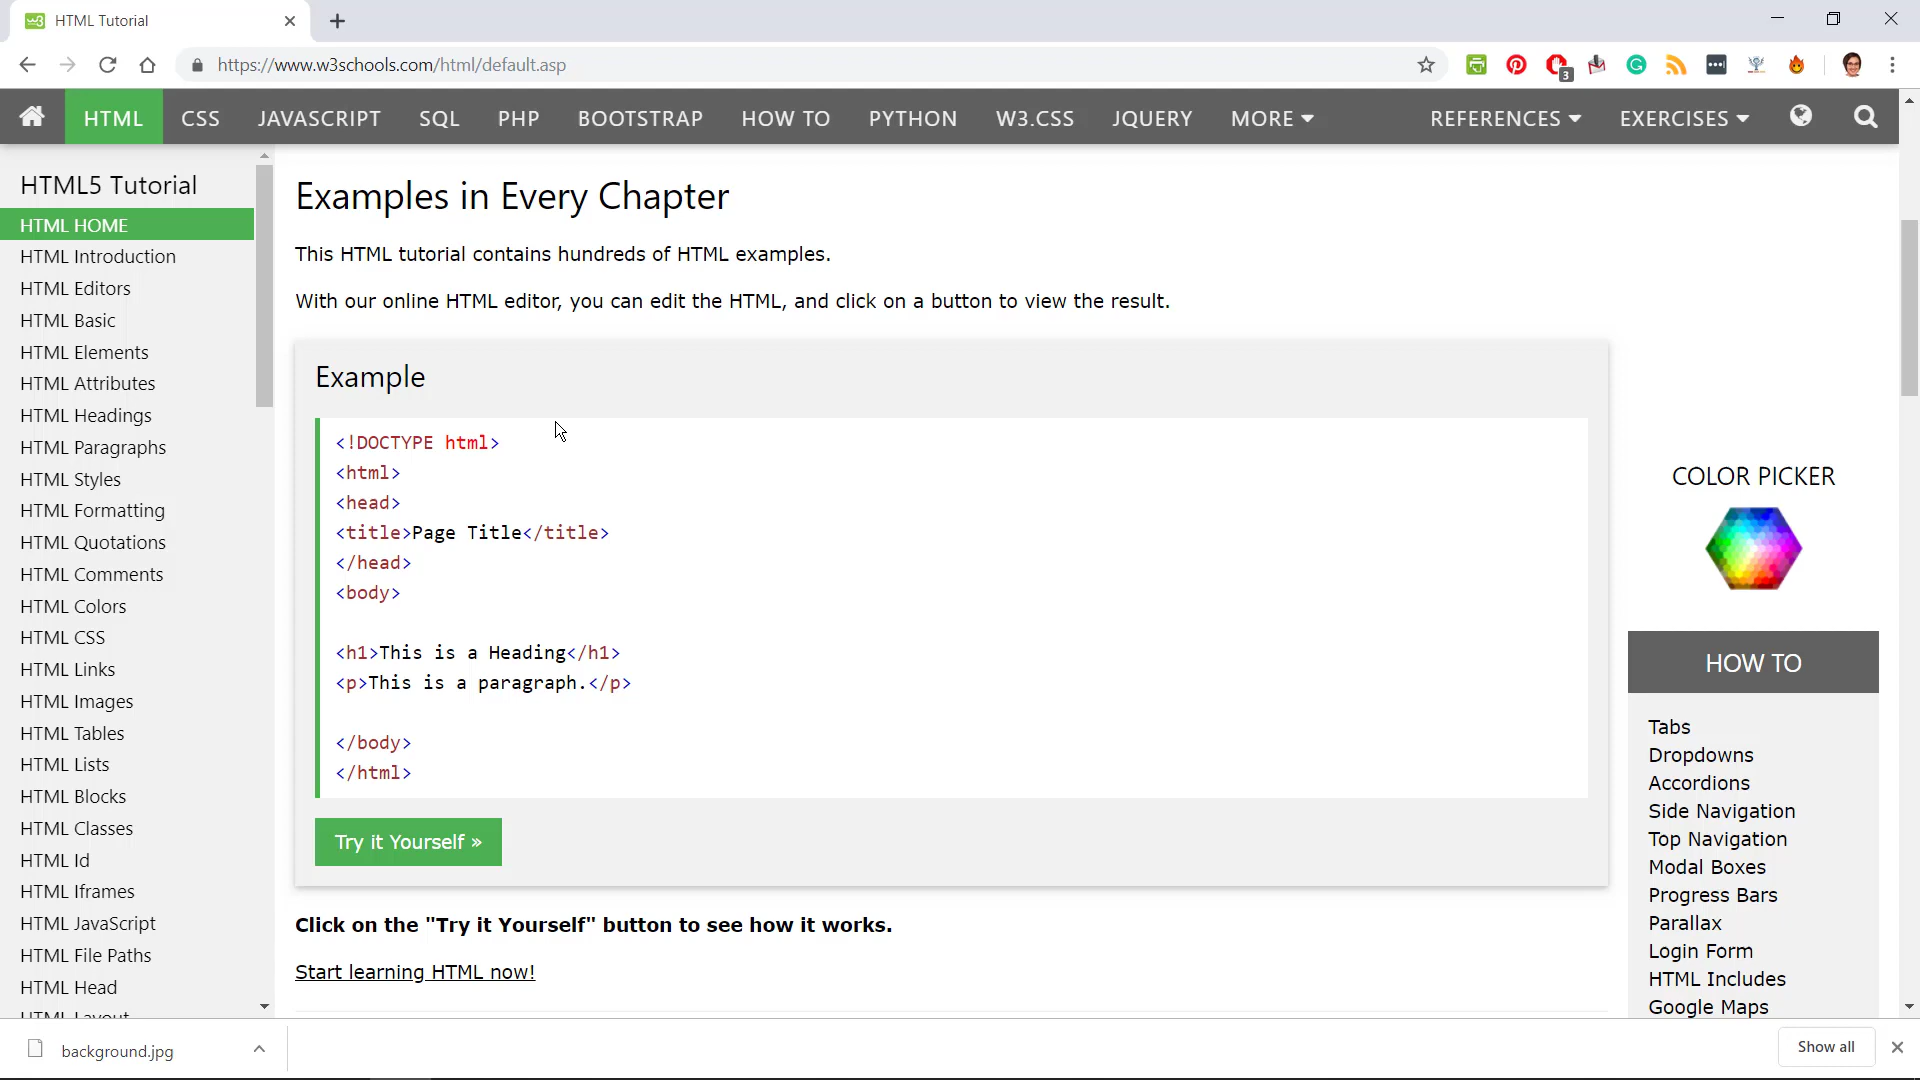 HTML Tutorial
https://www.w3schools.com/html/default.asp
3
HTML CSS JAVASCRIPT SQL PHP BOOTSTRAP HOW TO PYTHON W3.CSS JQUERY MORE REFERENCES EXERCISES
HTML5 Tutorial
HTML HOME
HTML Introduction
HTML Editors
HTML Basic
HTML Elements
HTML Attributes
HTML Headings
HTML Paragraphs
HTML Styles
HTML Formatting
HTML Quotations
HTML Comments
HTML Colors
HTML CSS
HTML Links
HTML Images
HTML Tables
HTML Lists
HTML Blocks
HTML Classes
HTML Id
HTML Iframes
HTML JavaScript
HTML File Paths
HTML Head
HTML Layout
Examples in Every Chapter
This HTML tutorial contains hundreds of HTML examples.
With our online HTML editor, you can edit the HTML, and click on a button to view the result.
Example
<!DOCTYPE html>
<html>
<head>
<title>Page Title</title>
</head>
<body>
<h1>This is a Heading</h1>
<p>This is a paragraph.</p>
</body>
</html>
Try it Yourself »
Click on the "Try it Yourself" button to see how it works.
Start learning HTML now!
COLOR PICKER
HOW TO
Tabs
Dropdowns
Accordions
Side Navigation
Top Navigation
Modal Boxes
Progress Bars
Parallax
Login Form
HTML Includes
Google Maps
background.jpg
Show all